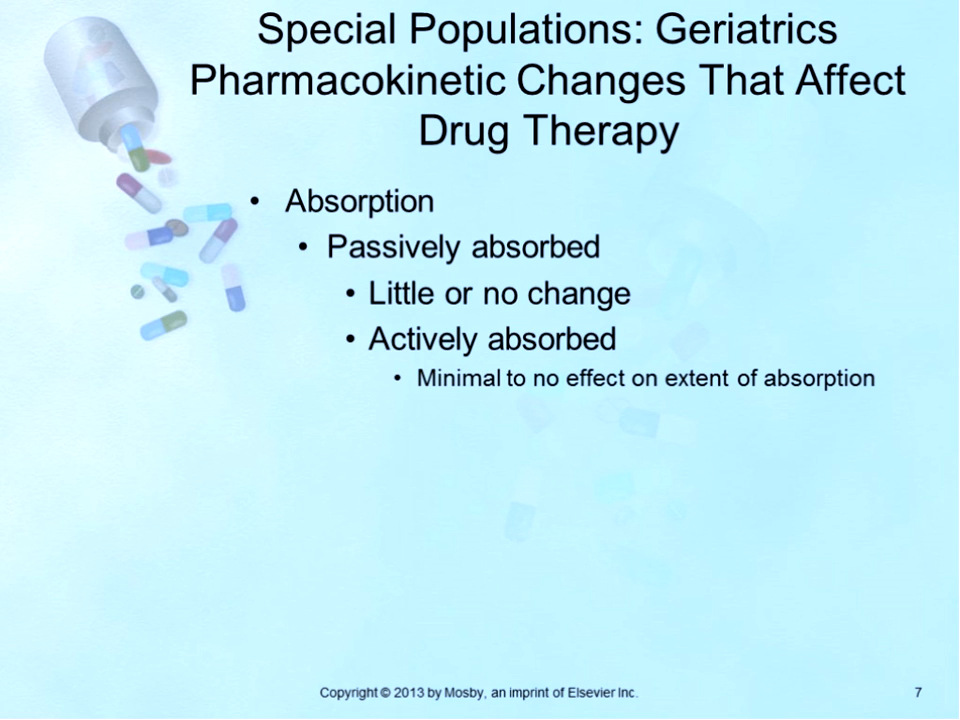 Special Populations: Geriatrics
Pharmacokinetic Changes That Affect
Drug Therapy
• Absorption
• Passively absorbed
• Little or no change
• Actively absorbed
• Minimal to no effect on extent of absorption
Copyright © 2013 by Mosby, an imprint of Elsevier Inc.
7